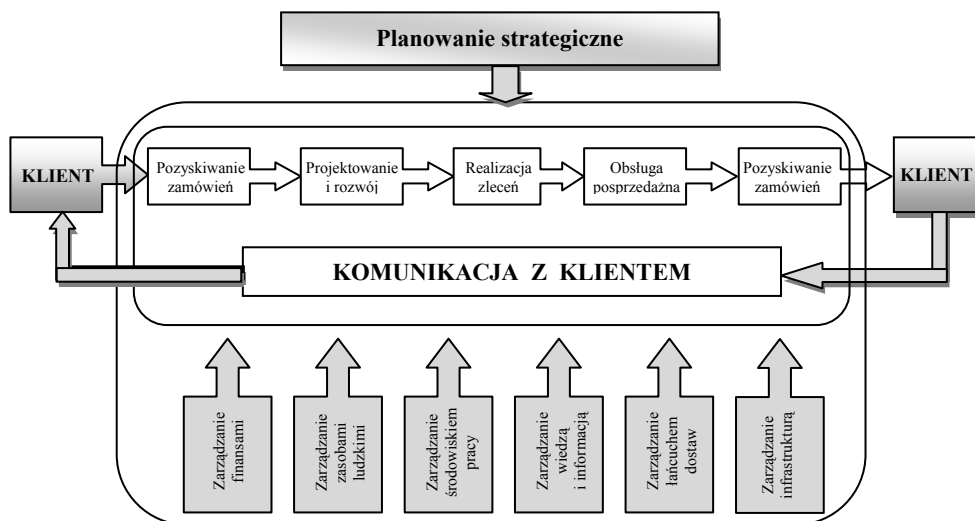 Planowanie strategiczne
KLIENT
Pozyskiwanie
zamówień
Projektowanie
i rozwój
Realizacja
zleceń
Obsługa
posprzedażna
Pozyskiwanie
zamówień
KLIENT
KOMUNIKACJA Z KLIENTEM
Zarządzanie
finansami
Zarządzanie
zasobami
ludzkimi
Zarządzanie
środowiskiem
pracy
Zarządzanie
wiedzą
i informacją
Zarządzanie
łańcuchem
dostaw
Zarządzanie
infrastrukturą